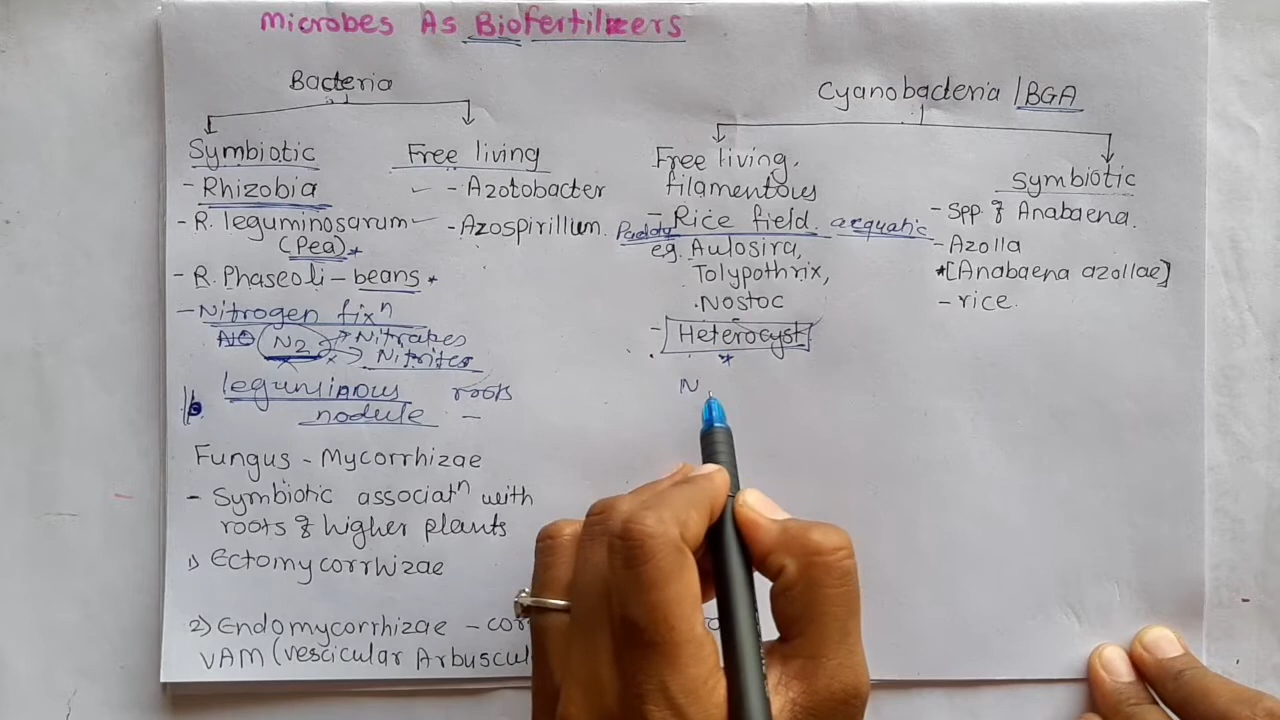 Microbes As Biofertilizers
Bacteria
Symbiotic
- Rhizobia
- R. leguminosarum
(Pea)*
- R. Phaseoli - beans *
- Nitrogen fixⁿ
N2 → Nitrates
→ Nitrites
leguminous roots
nodule -
Free living
- Azotobacter
- Azospirillum.
Fungus - Mycorrhizae
- Symbiotic associatⁿ with
roots of higher plants
1) Ectomycorrhizae
2) Endomycorrhizae - cor
VAM (vescicular Arbuscul
Cyanobacteria / BGA
Free living,
filamentous
- Paddy Rice field. aequatic
eg. Aulosira,
Tolypothrix,
Nostoc
- Heterocyst
*
N
Symbiotic
- Spp. of Anabaena.
- Azolla
*[Anabaena azollae]
- rice.